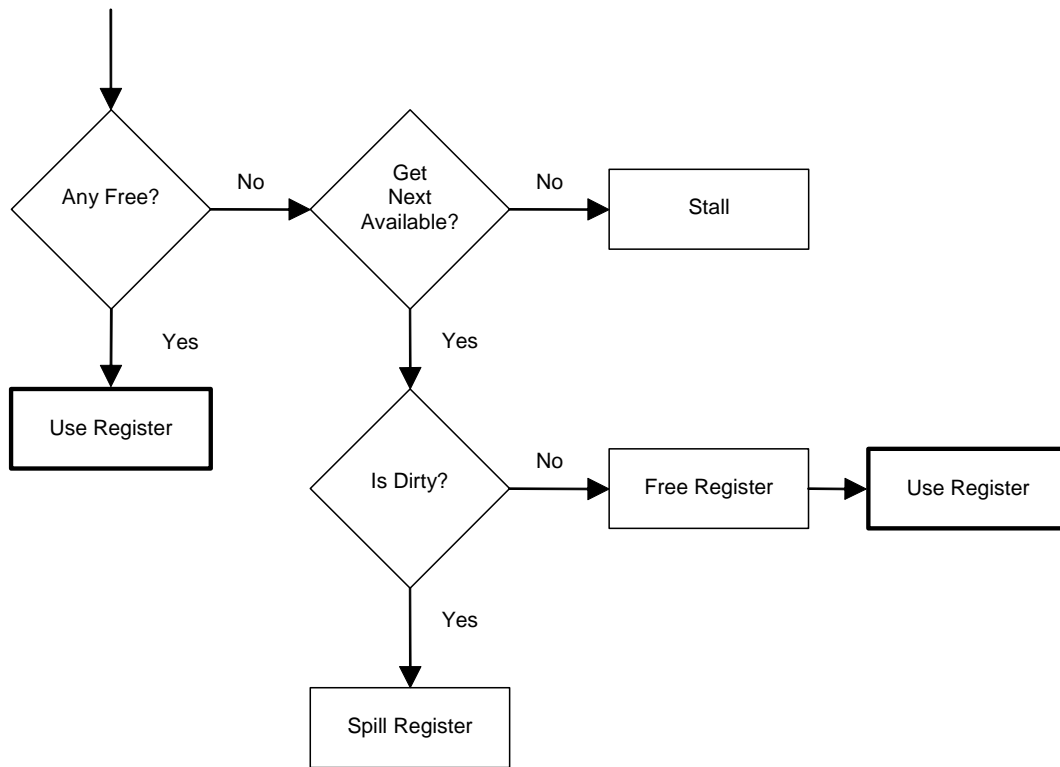 Any Free?
No
Get
Next
Available?
No
Stall
Yes
Yes
Use Register
Is Dirty?
No
Free Register
Use Register
Yes
Spill Register